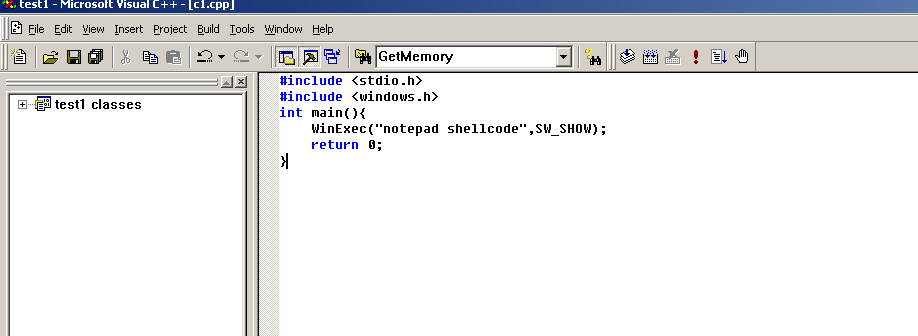 test1 - Microsoft Visual C++ - [c1.cpp]
File Edit View Insert Project Build Tools Window Help
GetMemory
test1 classes
#include <stdio.h>
#include <windows.h>
int main(){
    WinExec("notepad shellcode",SW_SHOW);
    return 0;
}